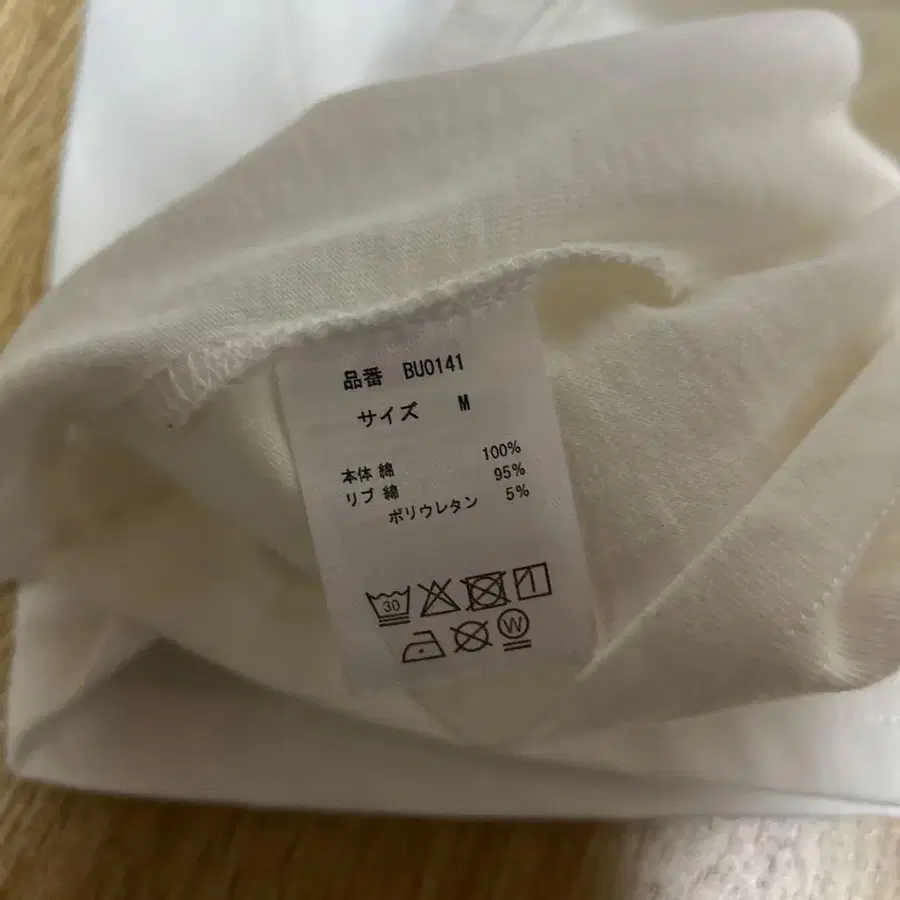 品番 BU0141
サイズ M
本体 綿 100%
リブ 綿 95%
ポリウレタン 5%
30
W